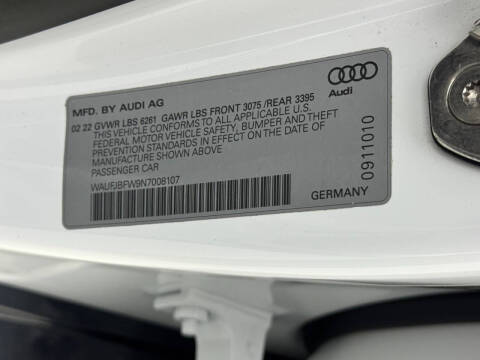 MFD. BY AUDI AG
Audi
02 22 GVWR LBS 6261 GAWR LBS FRONT 3075 /REAR 3395
THIS VEHICLE CONFORMS TO ALL APPLICABLE U.S.
FEDERAL MOTOR VEHICLE SAFETY, BUMPER AND THEFT
PREVENTION STANDARDS IN EFFECT ON THE DATE OF
MANUFACTURE SHOWN ABOVE
PASSENGER CAR
WAUFJBFW9N7008107
0911010
GERMANY